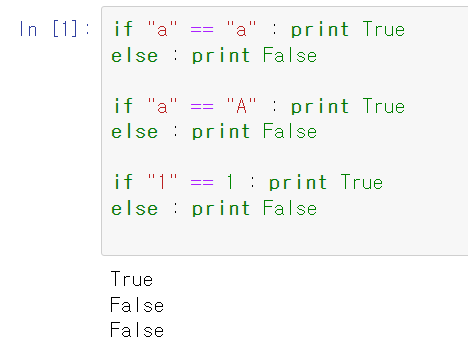 In [1]: if "a" == "a" : print True
else : print False
if "a" == "A" : print True
else : print False
if "1" == 1 : print True
else : print False
True
False
False